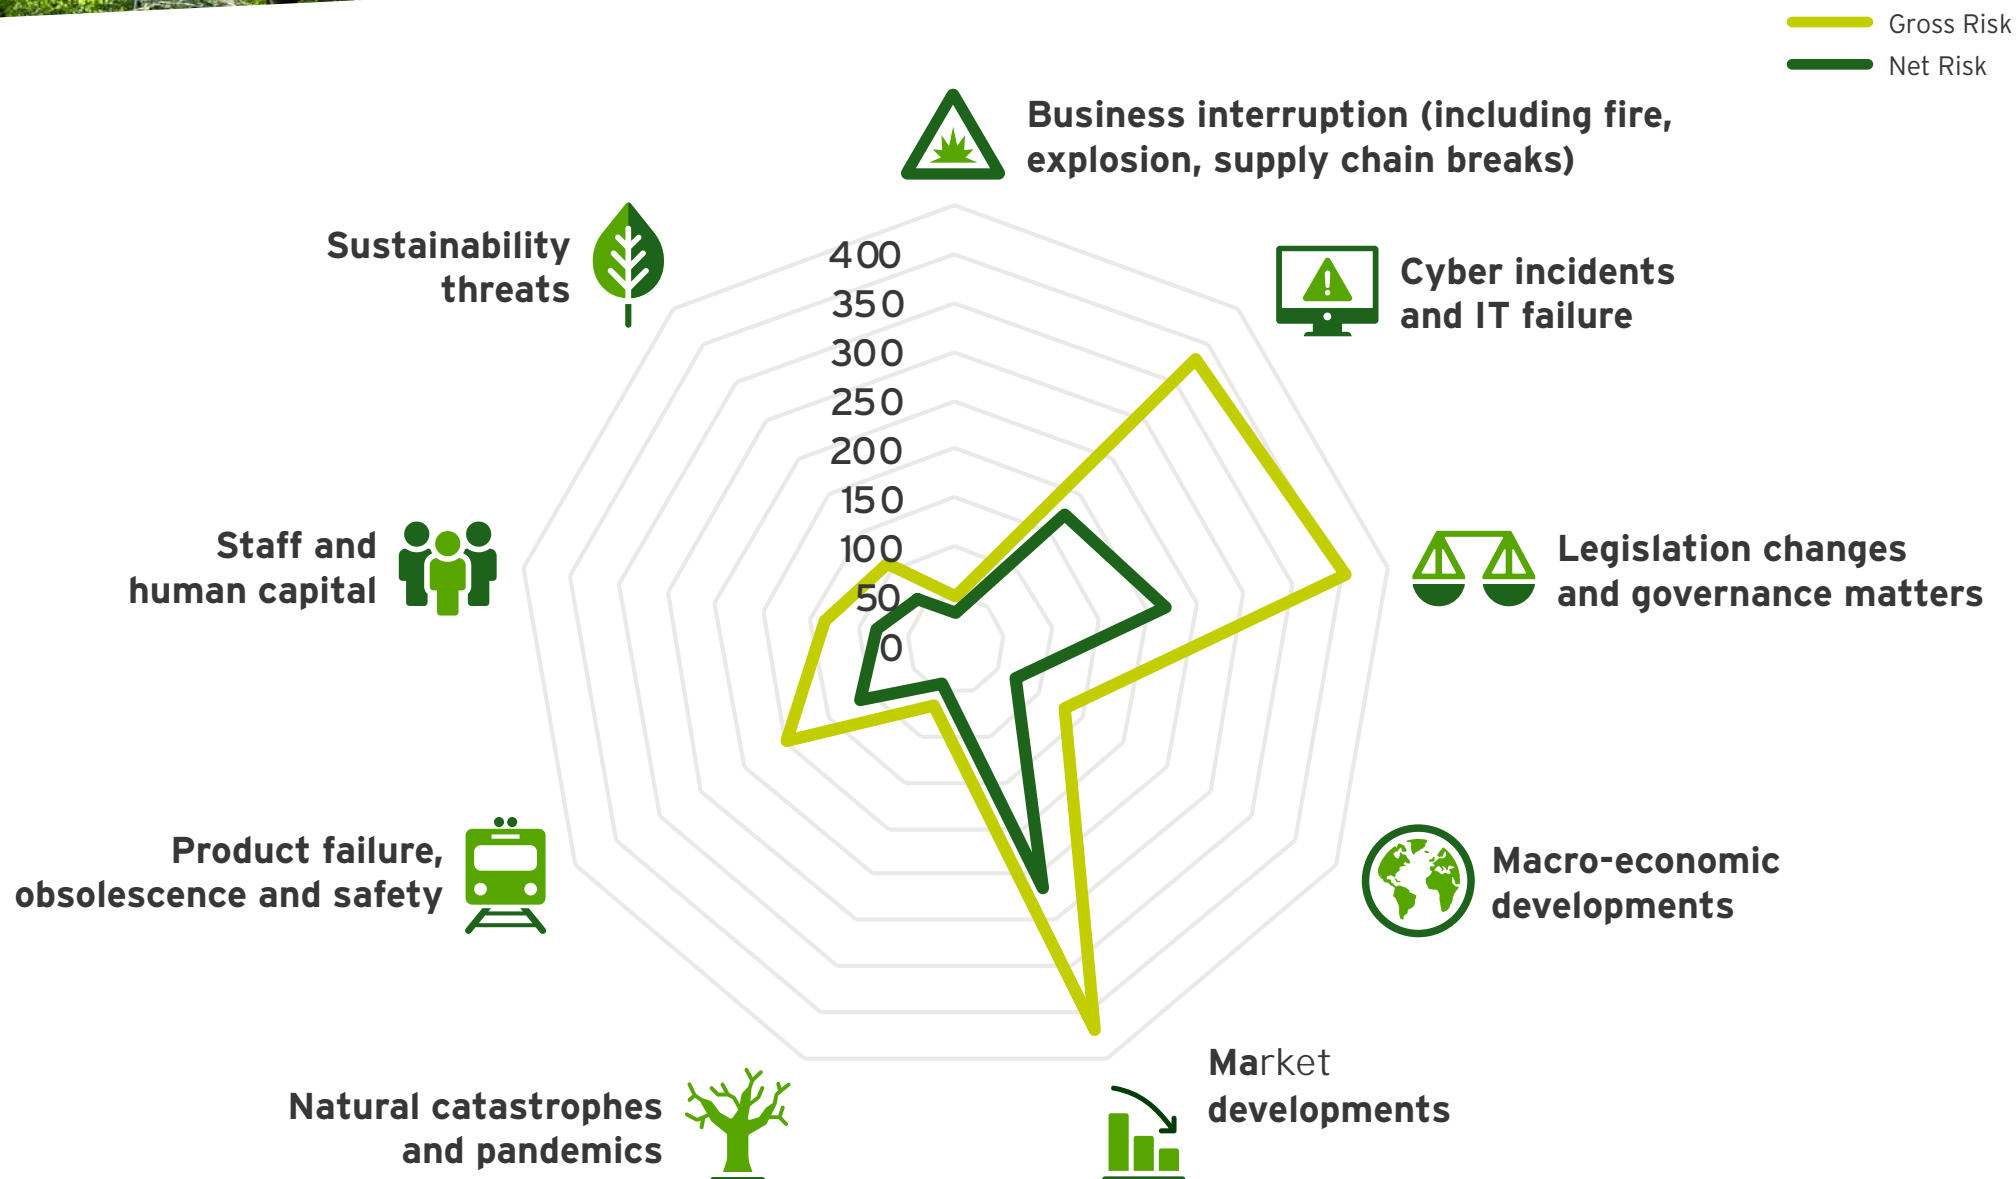 Gross Risk
Net Risk
Business interruption (including fire,
explosion, supply chain breaks)
Sustainability
threats
Cyber incidents
and IT failure
400
350
300
250
200
150
100
50
0
Staff and
human capital
Legislation changes
and governance matters
Product failure,
obsolescence and safety
Macro-economic
developments
Natural catastrophes
and pandemics
Market
developments